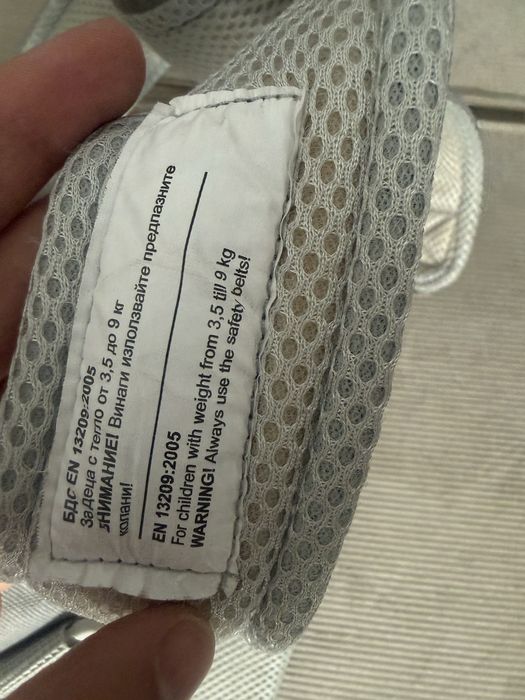 БДС EN 13209:2005
За деца с тегло от 3,5 до 9 кг
ВНИМАНИЕ! Винаги използвайте предпазните
колани!
EN 13209:2005
For children with weight from 3,5 till 9 kg
WARNING! Always use the safety belts!